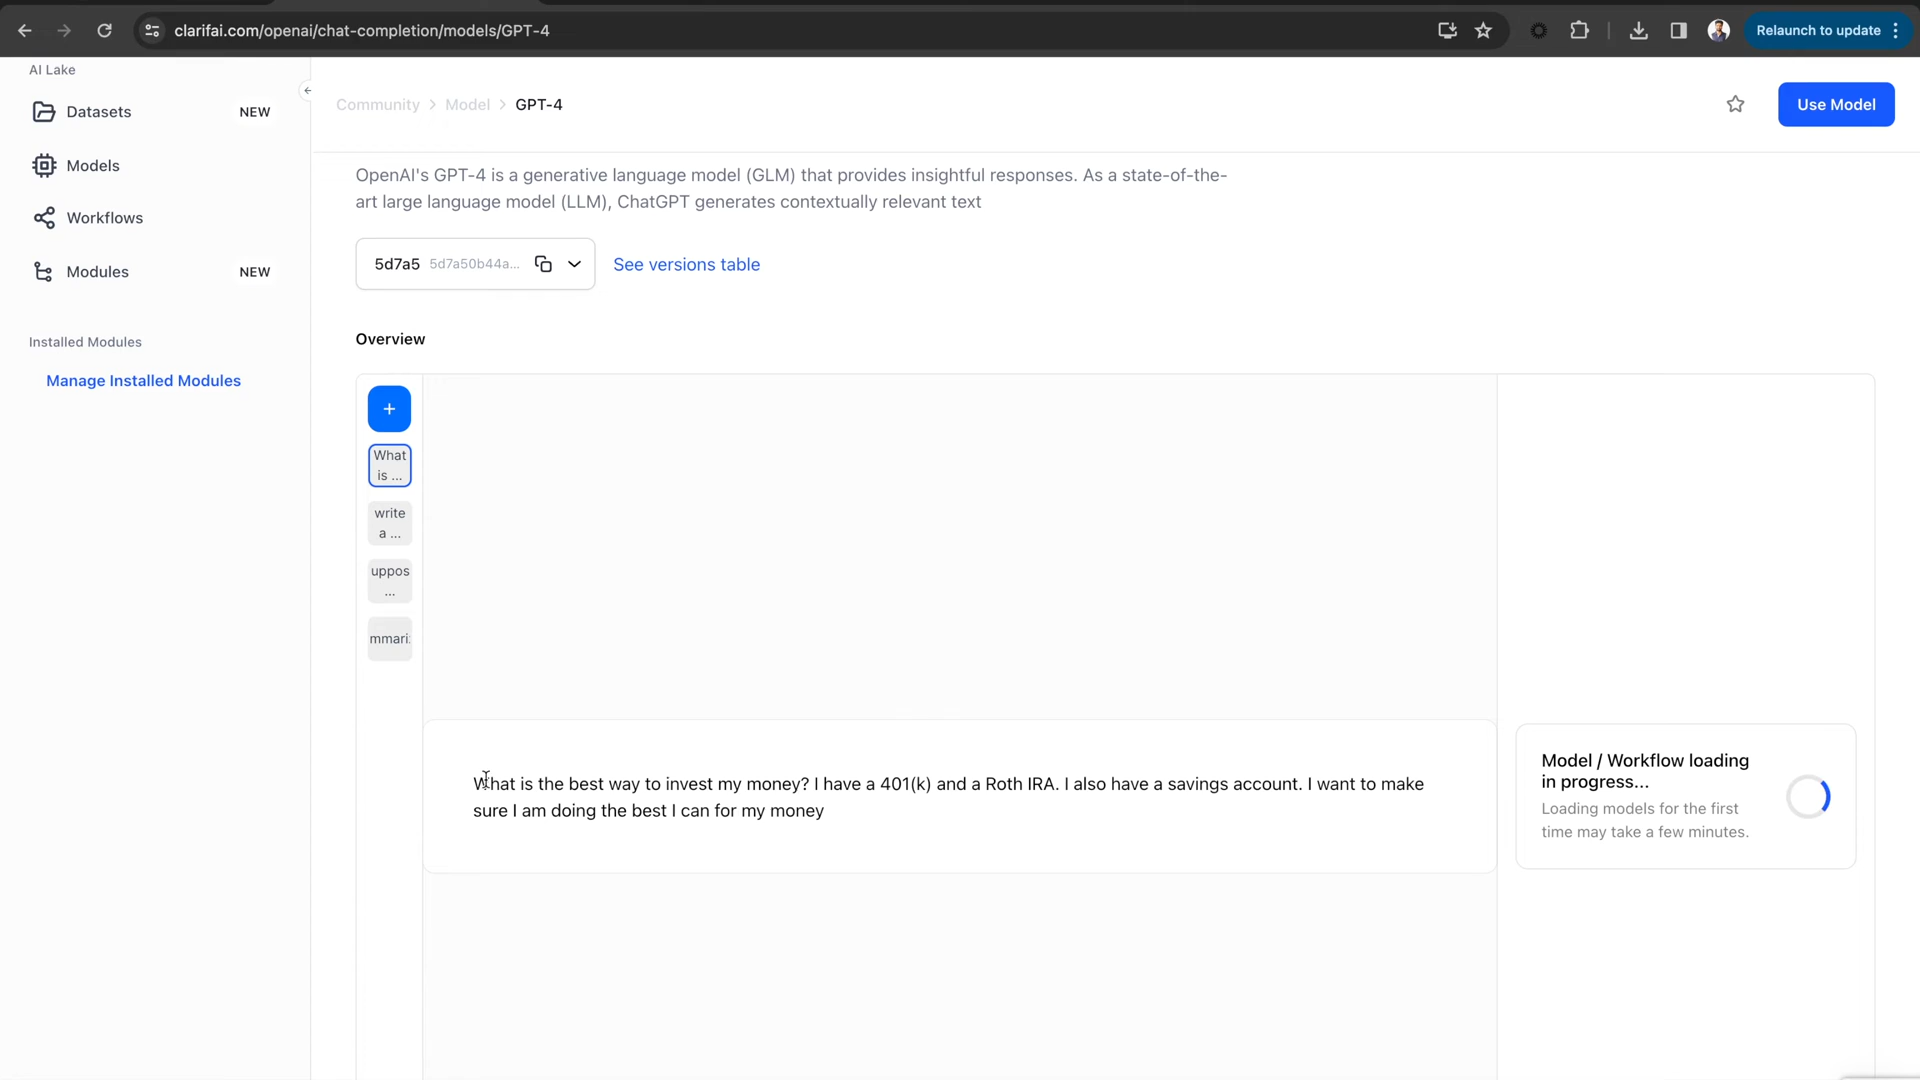 clarifai.com/openai/chat-completion/models/GPT-4
Relaunch to update
AI Lake
Datasets NEW
Models
Workflows
Modules NEW
Installed Modules
Manage Installed Modules
Community > Model > GPT-4
Use Model
OpenAI's GPT-4 is a generative language model (GLM) that provides insightful responses. As a state-of-the-
art large language model (LLM), ChatGPT generates contextually relevant text
5d7a5 5d7a50b44a...
See versions table
Overview
+
What
is ...
write
a ...
uppos
...
mmari
What is the best way to invest my money? I have a 401(k) and a Roth IRA. I also have a savings account. I want to make
sure I am doing the best I can for my money
Model / Workflow loading
in progress...
Loading models for the first
time may take a few minutes.